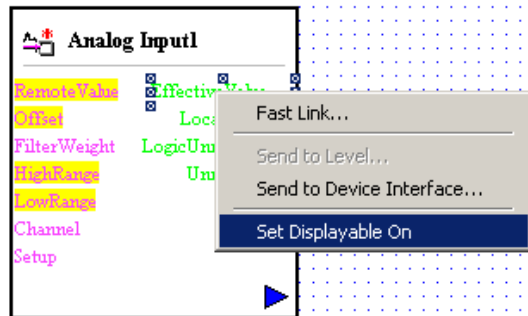 Analog Input1
RemoteValue
Offset
FilterWeight
HighRange
LowRange
Channel
Setup
Fast Link...
Send to Level...
Send to Device Interface...
Set Displayable On